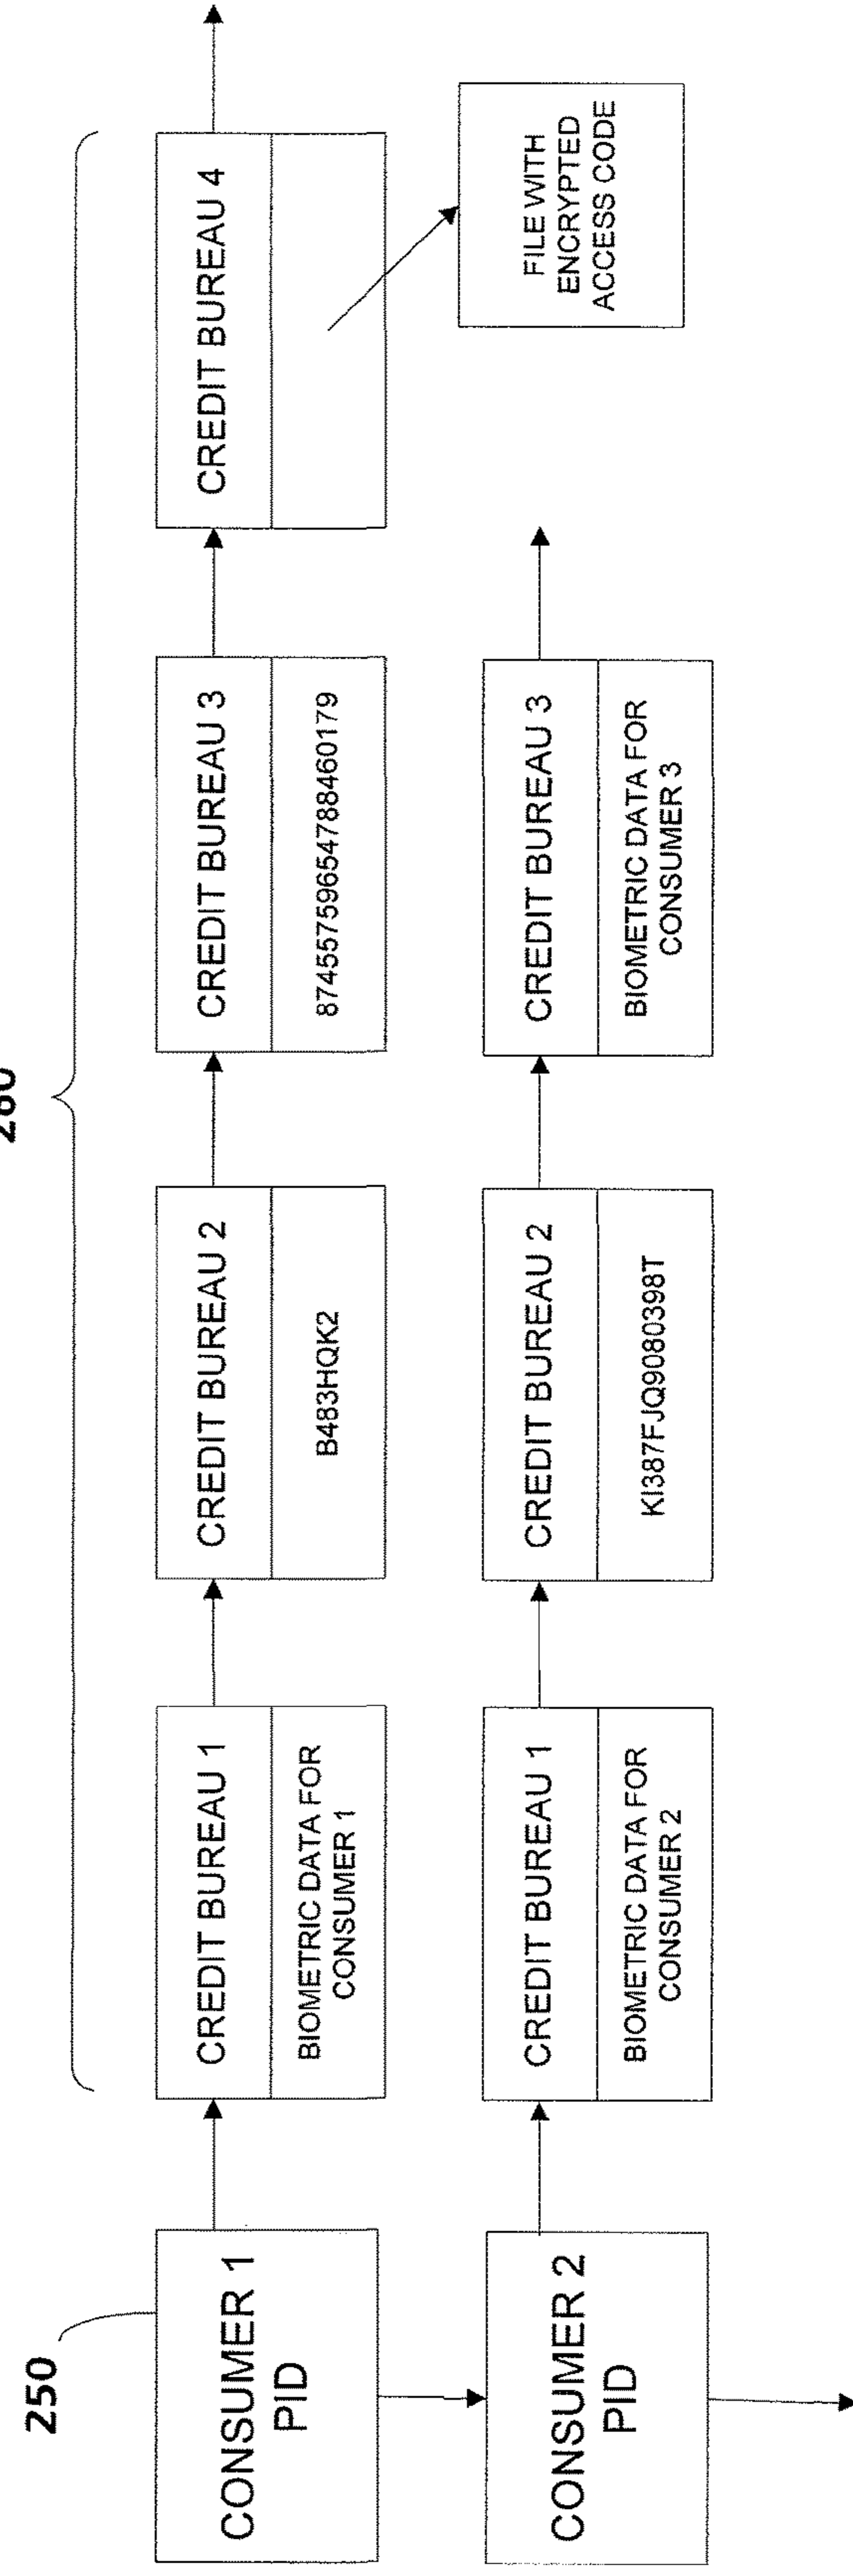 250
CONSUMER 1
PID
CREDIT BUREAU 1
BIOMETRIC DATA FOR
CONSUMER 1
CREDIT BUREAU 2
B483HQK2
CREDIT BUREAU 3
87455759654788460179
CREDIT BUREAU 4
FILE WITH
ENCRYPTED
ACCESS CODE
CONSUMER 2
PID
CREDIT BUREAU 1
BIOMETRIC DATA FOR
CONSUMER 2
CREDIT BUREAU 2
KI387FJQ9080398T
CREDIT BUREAU 3
BIOMETRIC DATA FOR
CONSUMER 3